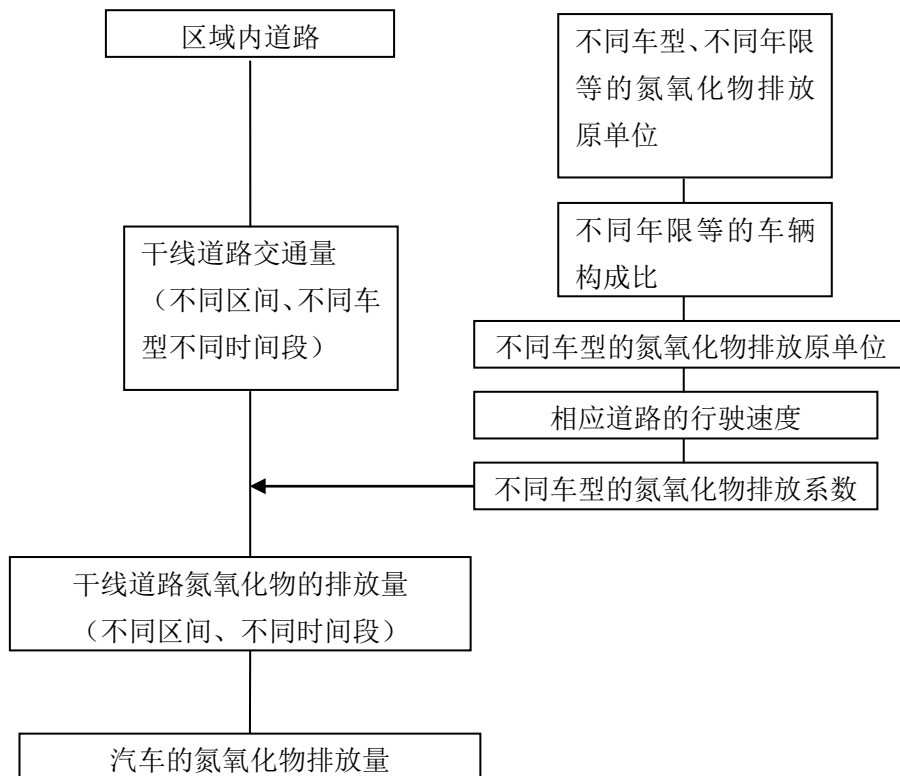 区域内道路
不同车型、不同年限
等的氮氧化物排放
原单位
不同年限等的车辆
构成比
干线道路交通量
（不同区间、不同车
型不同时间段）
不同车型的氮氧化物排放原单位
相应道路的行驶速度
不同车型的氮氧化物排放系数
干线道路氮氧化物的排放量
（不同区间、不同时间段）
汽车的氮氧化物排放量